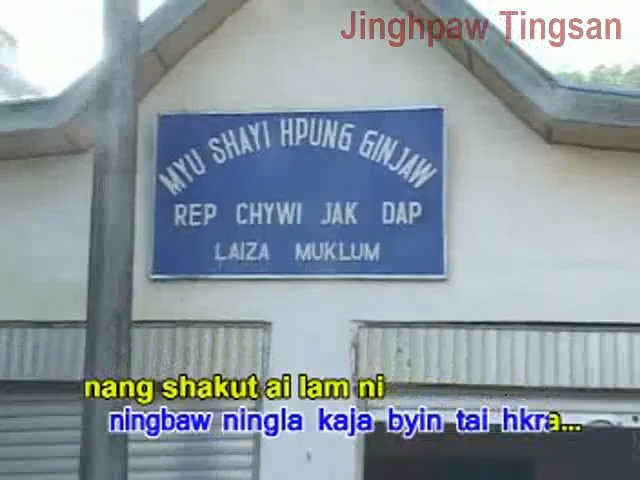 Jinghpaw Tingsan
MYU SHAYI HPUNG GINJAW
REP CHYWI JAK DAP
LAIZA MUKLUM
nang shakut ai lam ni
ningbaw ningla kaja byin tai hkra...